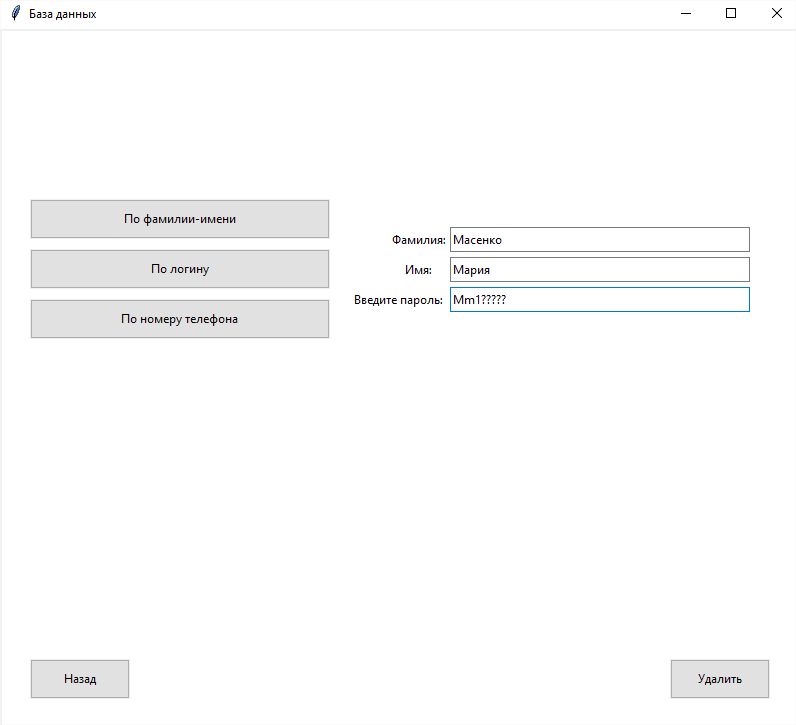 База данных
По фамилии-имени
По логину
По номеру телефона
Фамилия: Масенко
Имя: Мария
Введите пароль: Mm1?????
Назад
Удалить